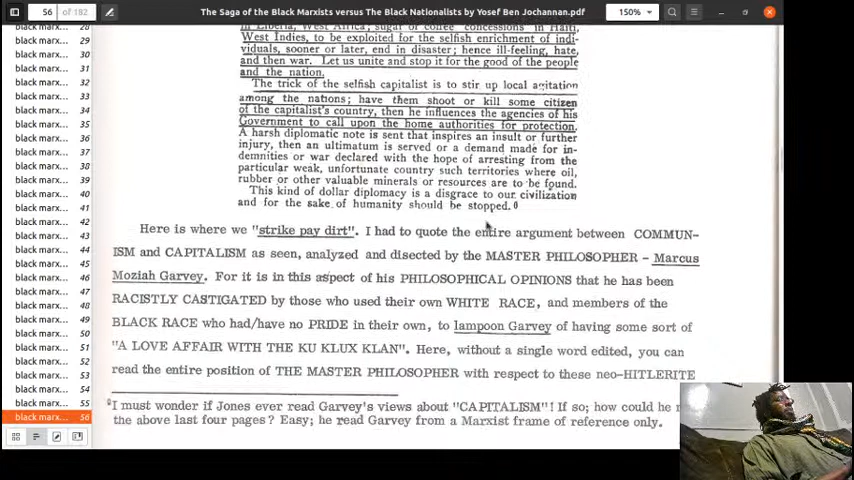 56 of 182
The Saga of the Black Marxists versus The Black Nationalists by Yosef Ben Jochannan.pdf
150%
black marx... 28
black marx... 29
black marx... 30
black marx... 31
black marx... 32
black marx... 33
black marx... 34
black marx... 35
black marx... 36
black marx... 37
black marx... 38
black marx... 39
black marx... 40
black marx... 41
black marx... 42
black marx... 43
black marx... 44
black marx... 45
black marx... 46
black marx... 47
black marx... 48
black marx... 49
black marx... 50
black marx... 51
black marx... 52
black marx... 53
black marx... 54
black marx... 55
black marx... 56
in Liberia, West Africa; sugar or coffee concessions in Haiti,
West Indies, to be exploited for the selfish enrichment of indi-
viduals, sooner or later, end in disaster; hence ill-feeling, hate,
and then war. Let us unite and stop it for the good of the people
and the nation.
The trick of the selfish capitalist is to stir up local agitation
among the nations; have them shoot or kill some citizen
of the capitalist's country, then he influences the agencies of his
Government to call upon the home authorities for protection.
A harsh diplomatic note is sent that inspires an insult or further
injury, then an ultimatum is served or a demand made for in-
demnities or war declared with the hope of arresting from the
particular weak, unfortunate country such territories where oil,
rubber or other valuable minerals or resources are to be found.
This kind of dollar diplomacy is a disgrace to our civilization
and for the sake of humanity should be stopped.
Here is where we "strike pay dirt". I had to quote the entire argument between COMMUN-
ISM and CAPITALISM as seen, analyzed and disected by the MASTER PHILOSOPHER - Marcus
Moziah Garvey. For it is in this aspect of his PHILOSOPHICAL OPINIONS that he has been
RACISTLY CASTIGATED by those who used their own WHITE RACE, and members of the
BLACK RACE who had/have no PRIDE in their own, to lampoon Garvey of having some sort of
"A LOVE AFFAIR WITH THE KU KLUX KLAN". Here, without a single word edited, you can
read the entire position of THE MASTER PHILOSOPHER with respect to these neo-HITLERITE
I must wonder if Jones ever read Garvey's views about "CAPITALISM"! If so; how could he
the above last four pages? Easy; he read Garvey from a Marxist frame of reference only.